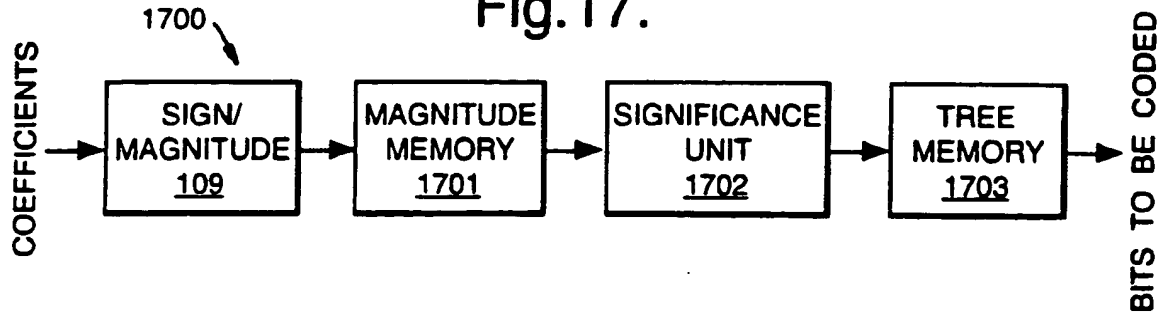 Fig.17.
1700
COEFFICIENTS
SIGN/
MAGNITUDE
109
MAGNITUDE
MEMORY
1701
SIGNIFICANCE
UNIT
1702
TREE
MEMORY
1703
BITS TO BE CODED